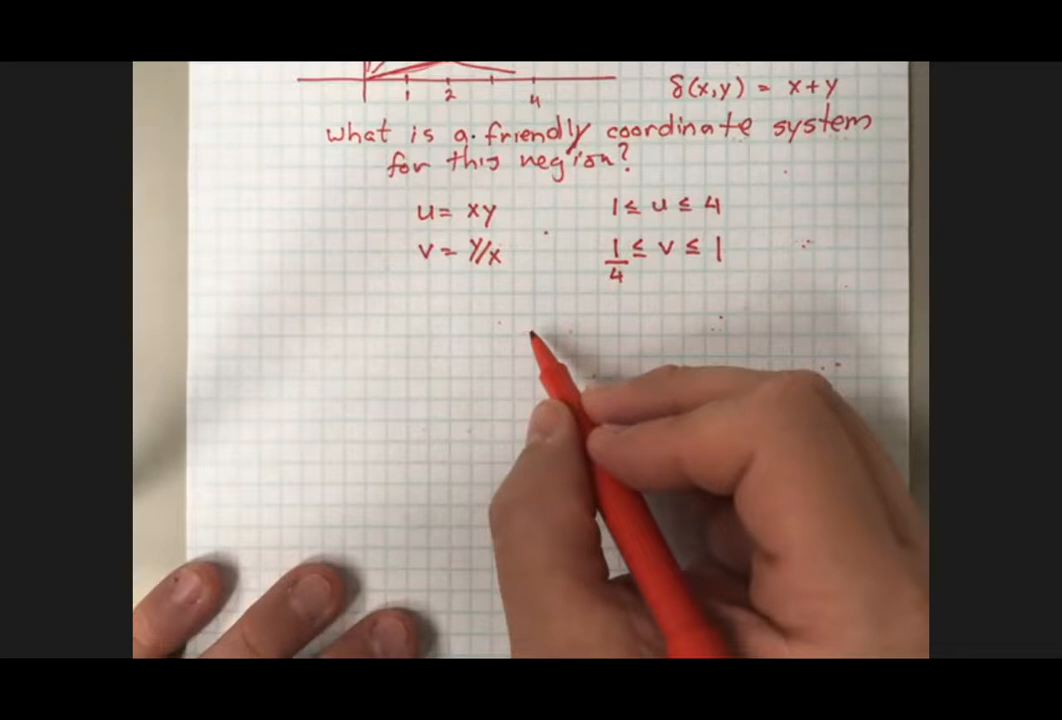 1 2 4
δ(x,y) = x+y
what is a friendly coordinate system
for this region?
u = xy 1 ≤ u ≤ 4
v = y/x 1/4 ≤ v ≤ 1